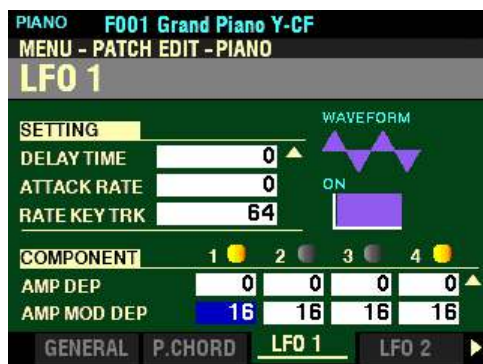 PIANO F001 Grand Piano Y-CF
MENU - PATCH EDIT - PIANO
LFO 1
WAVEFORM
SETTING
DELAY TIME 0
ATTACK RATE 0
ON
RATE KEY TRK 64
COMPONENT 1 2 3 4
AMP DEP 0 0 0 0
AMP MOD DEP 16 16 16 16
GENERAL P.CHORD LFO 1 LFO 2